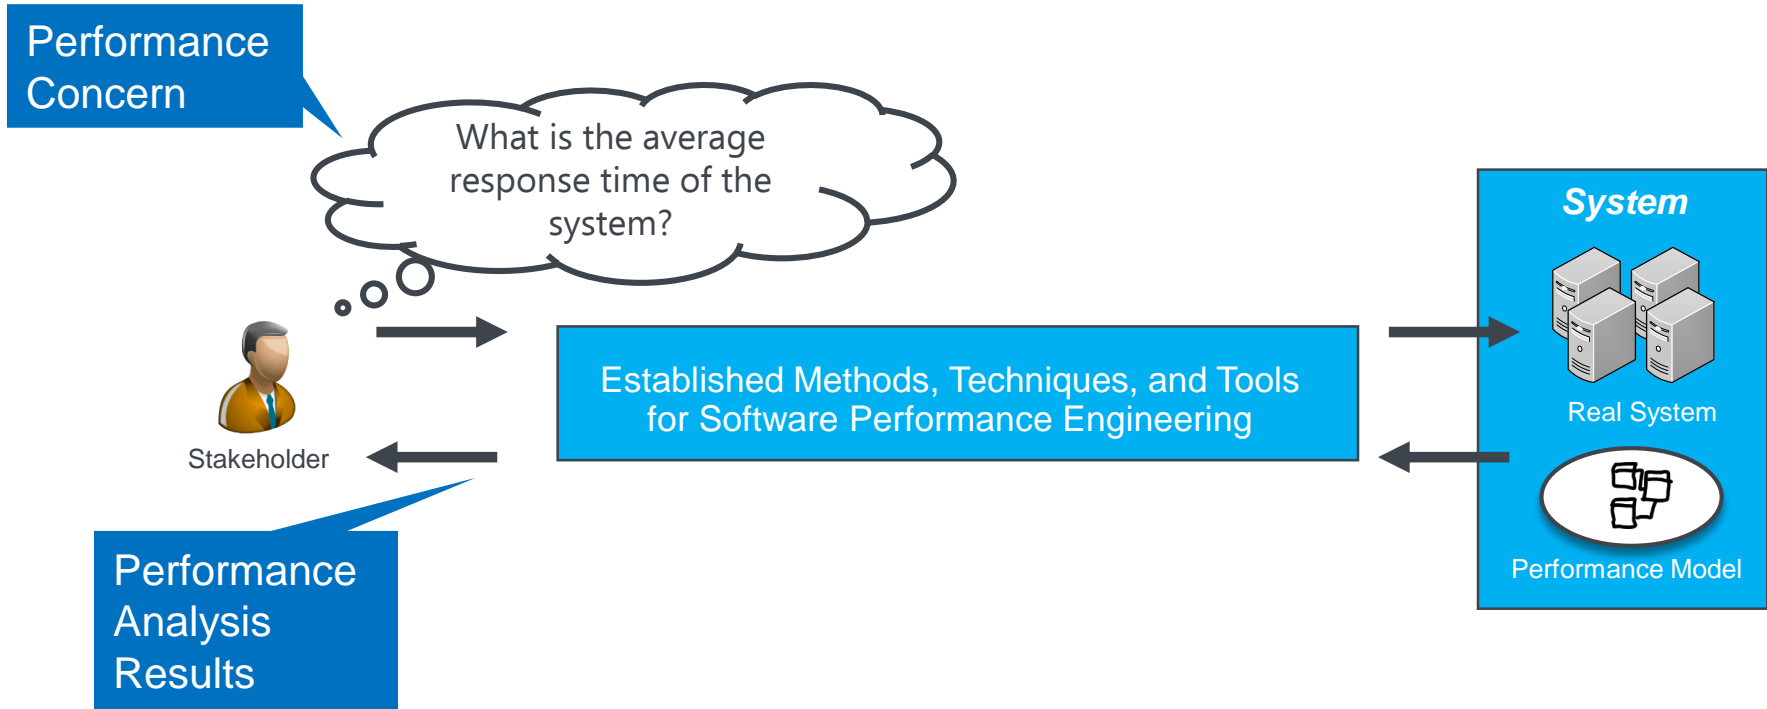 Performance
Concern
What is the average
response time of the
system?
Stakeholder
Established Methods, Techniques, and Tools
for Software Performance Engineering
System
Real System
Performance Model
Performance
Analysis
Results